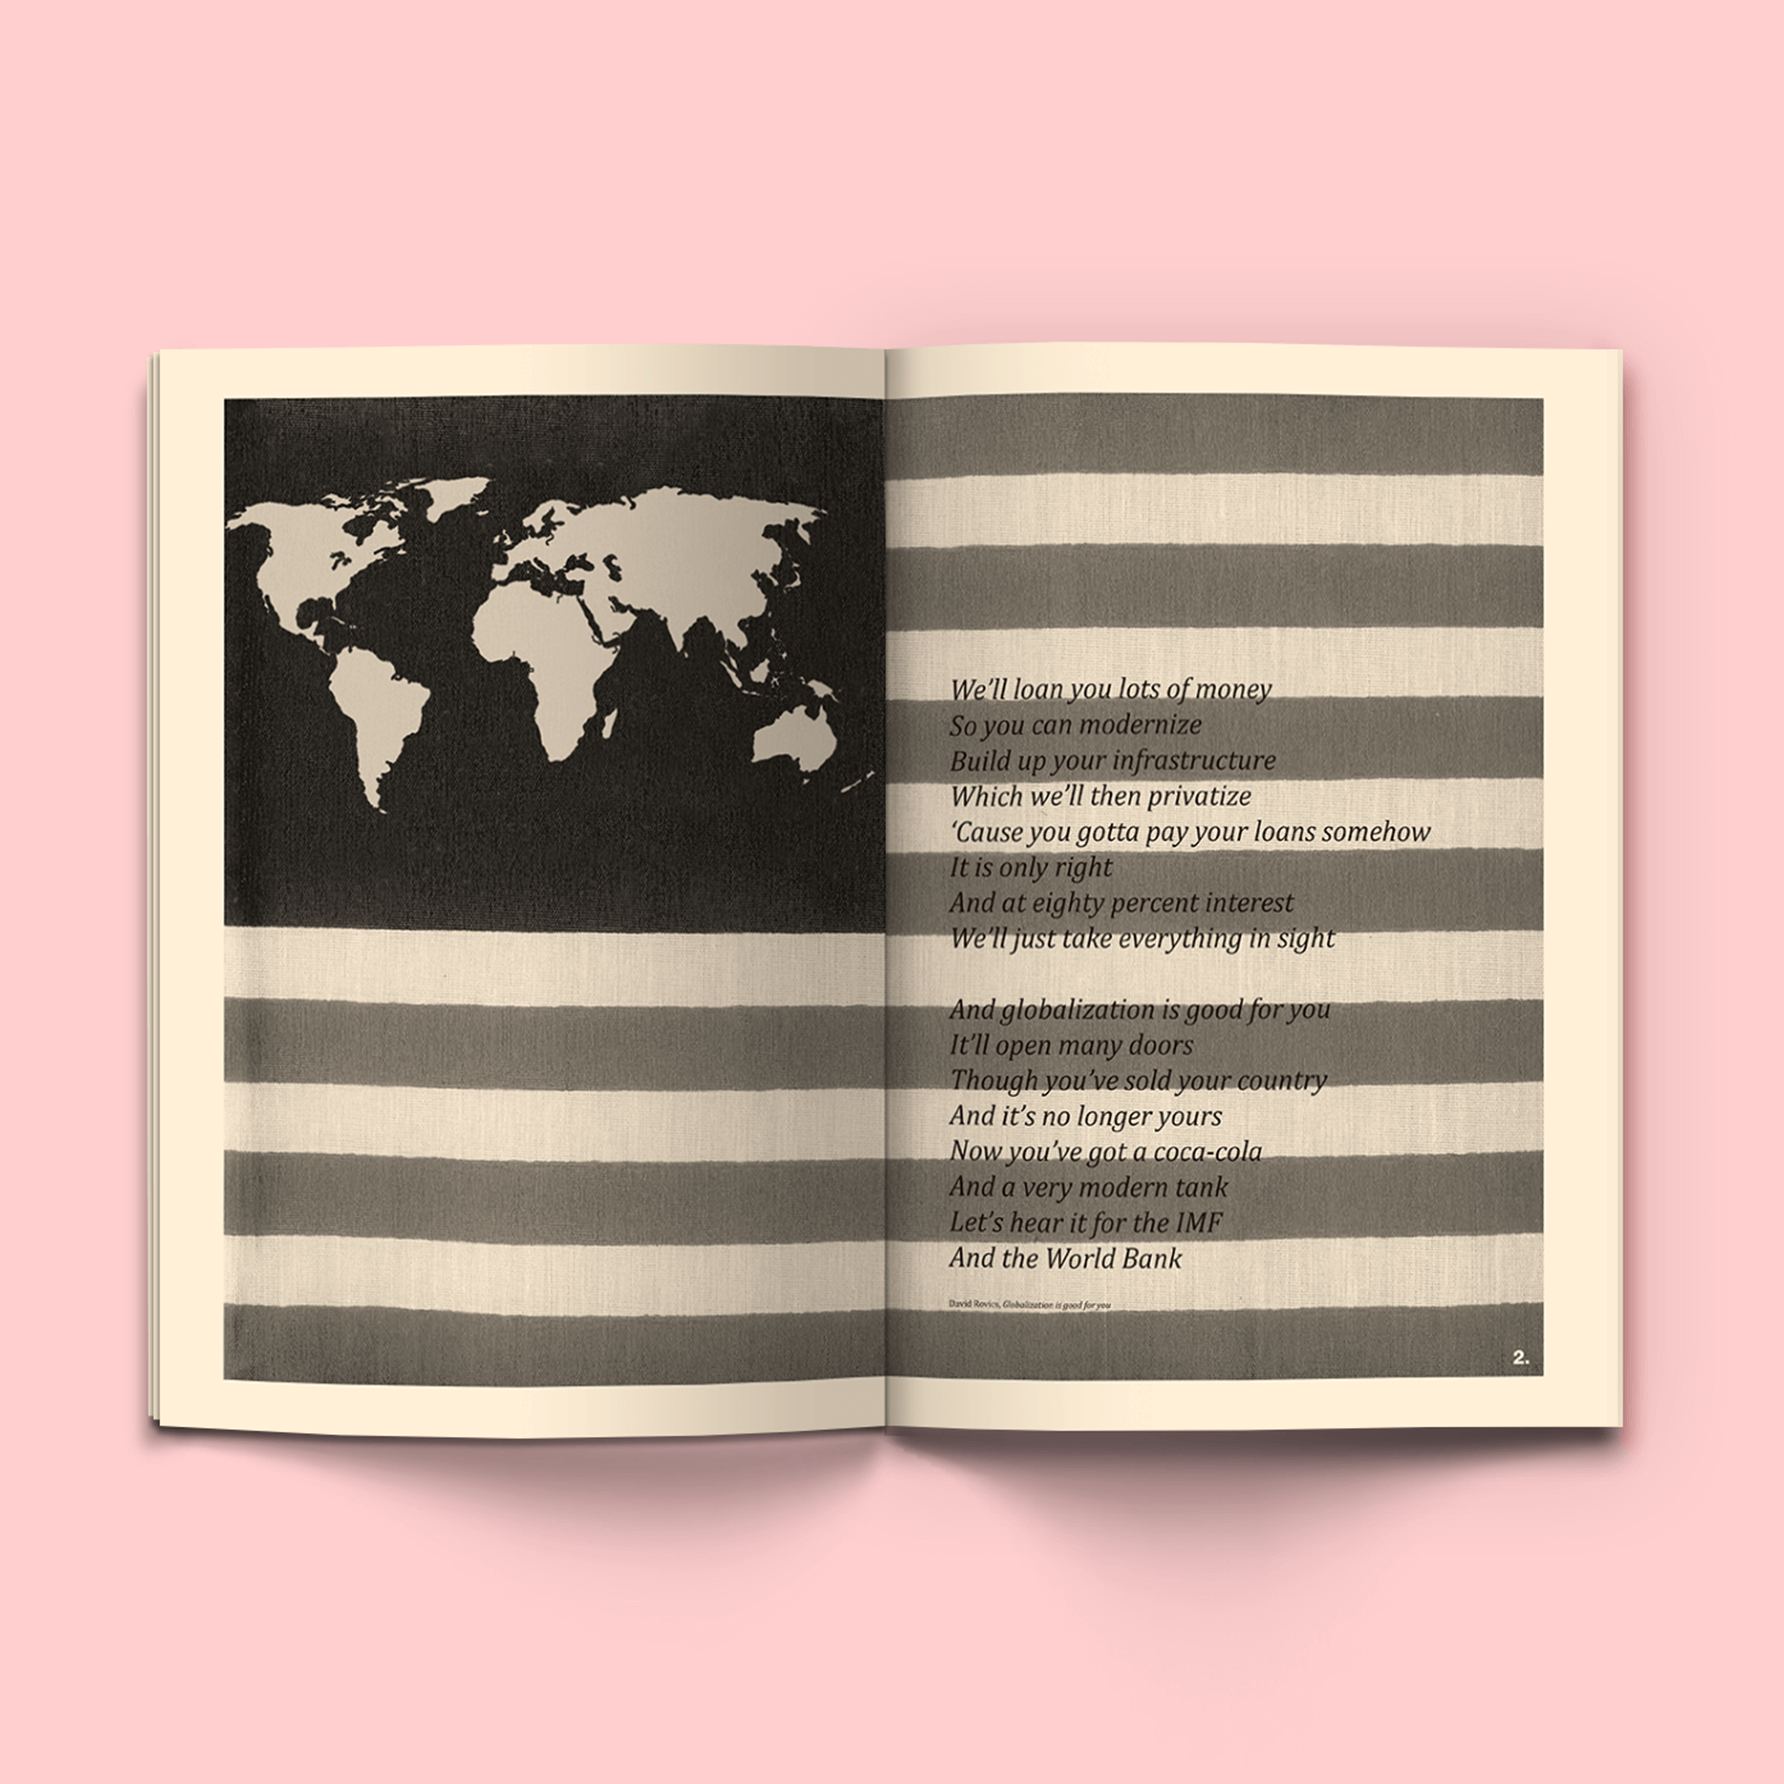 We'll loan you lots of money
So you can modernize
Build up your infrastructure
Which we'll then privatize
‘Cause you gotta pay your loans somehow
It is only right
And at eighty percent interest
We'll just take everything in sight
And globalization is good for you
It'll open many doors
Though you've sold your country
And it's no longer yours
Now you've got a coca-cola
And a very modern tank
Let's hear it for the IMF
And the World Bank
David Rovics, Globalization is good for you
2.